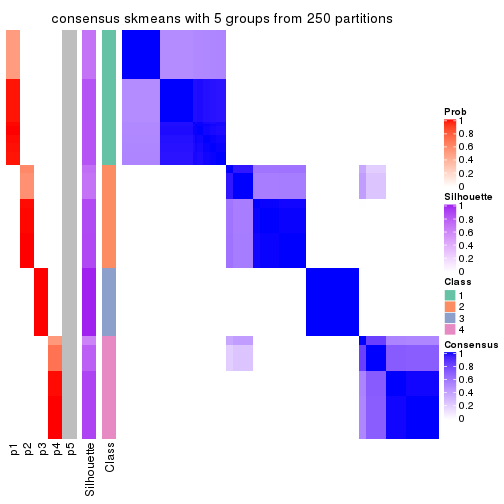 consensus skmeans with 5 groups from 250 partitions
Prob
1
0.8
0.6
0.4
0.2
0
Silhouette
1
0.8
0.6
0.4
0.2
0
Class
1
2
3
4
Consensus
1
0.8
0.6
0.4
0.2
0
p1
p2
p3
p4
p5
Silhouette
Class